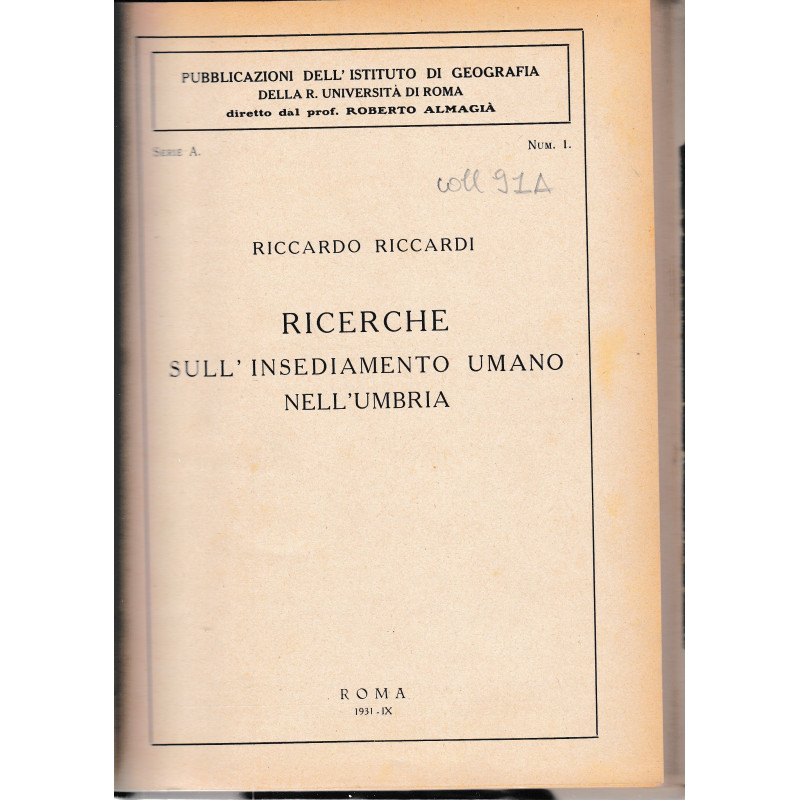 PUBBLICAZIONI DELL' ISTITUTO DI GEOGRAFIA
DELLA R. UNIVERSITÀ DI ROMA
diretto dal prof. ROBERTO ALMAGIÀ
SERIE A.
NUM. 1.
coll 91A
RICCARDO RICCARDI
RICERCHE
SULL' INSEDIAMENTO UMANO
NELL'UMBRIA
ROMA
1931 - IX